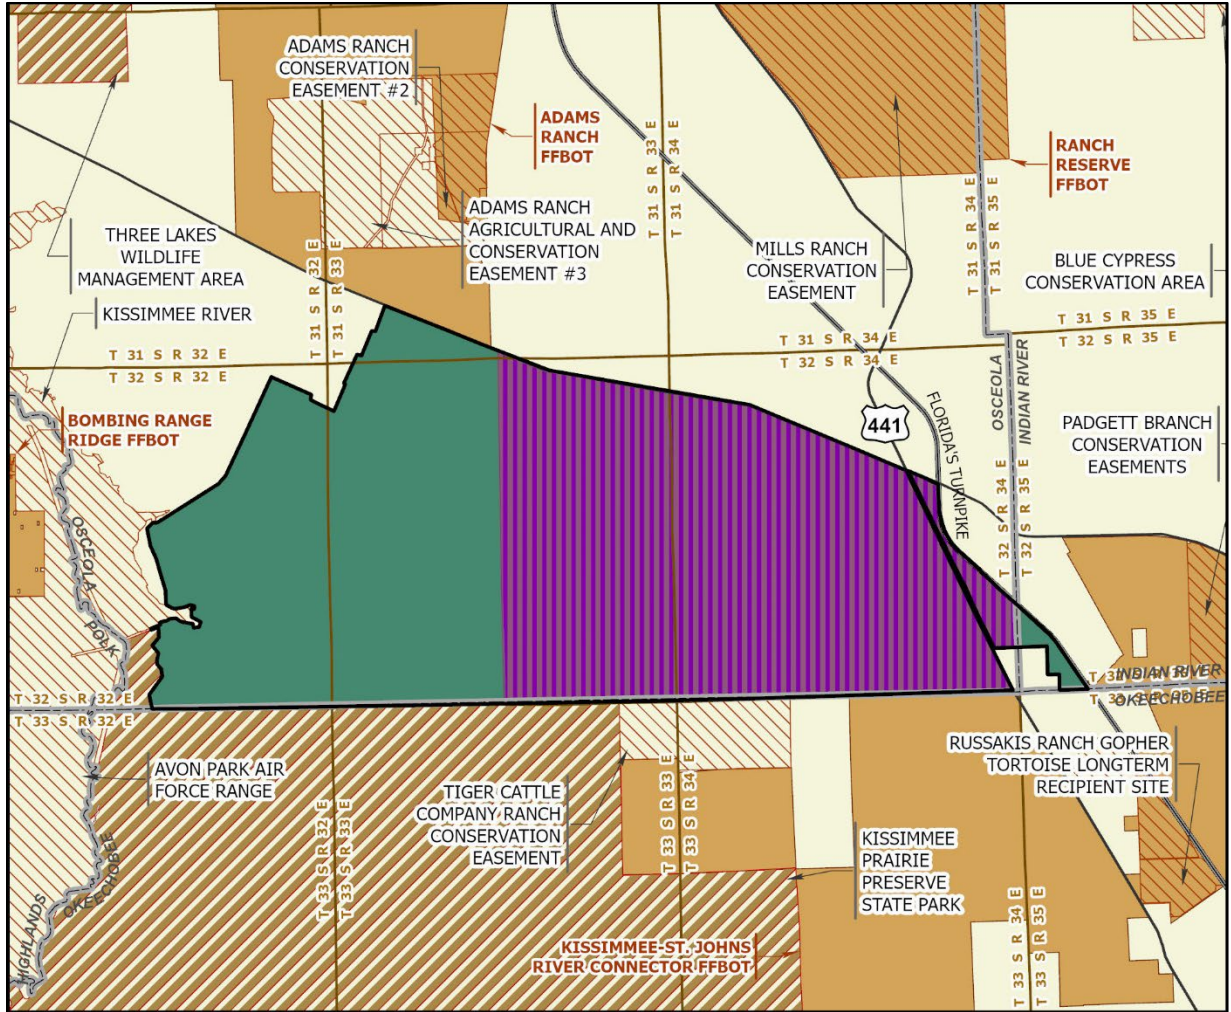 ADAMS RANCH
CONSERVATION
EASEMENT #2
ADAMS
RANCH
FFBOT
RANCH
RESERVE
FFBOT
T 31 S R 33 E
T 31 S R 34 E
T 31 S R 34 E
T 31 S R 35 E
THREE LAKES
WILDLIFE
MANAGEMENT AREA
ADAMS RANCH
AGRICULTURAL AND
CONSERVATION
EASEMENT #3
MILLS RANCH
CONSERVATION
EASEMENT
BLUE CYPRESS
CONSERVATION AREA
KISSIMMEE RIVER
T 31 S R 32 E
T 31 S R 33 E
T 31 S R 32 E
T 32 S R 32 E
T 31 S R 34 E
T 32 S R 34 E
T 31 S R 35 E
T 32 S R 35 E
OSCEOLA
INDIAN RIVER
BOMBING RANGE
RIDGE FFBOT
441
FLORIDA'S TURNPIKE
PADGETT BRANCH
CONSERVATION
EASEMENTS
T 32 S R 34 E
T 32 S R 35 E
OSCEOLA
POLK
T 32 S R 32 E
T 33 S R 32 E
INDIAN RIVER
OKEECHOBEE
AVON PARK AIR
FORCE RANGE
TIGER CATTLE
COMPANY RANCH
CONSERVATION
EASEMENT
RUSSAKIS RANCH GOPHER
TORTOISE LONGTERM
RECIPIENT SITE
KISSIMMEE
PRAIRIE
PRESERVE
STATE PARK
T 33 S R 32 E
T 33 S R 33 E
T 33 S R 33 E
T 33 S R 34 E
T 33 S R 34 E
T 33 S R 35 E
HIGHLANDS
OKEECHOBEE
KISSIMMEE-ST. JOHNS
RIVER CONNECTOR FFBOT